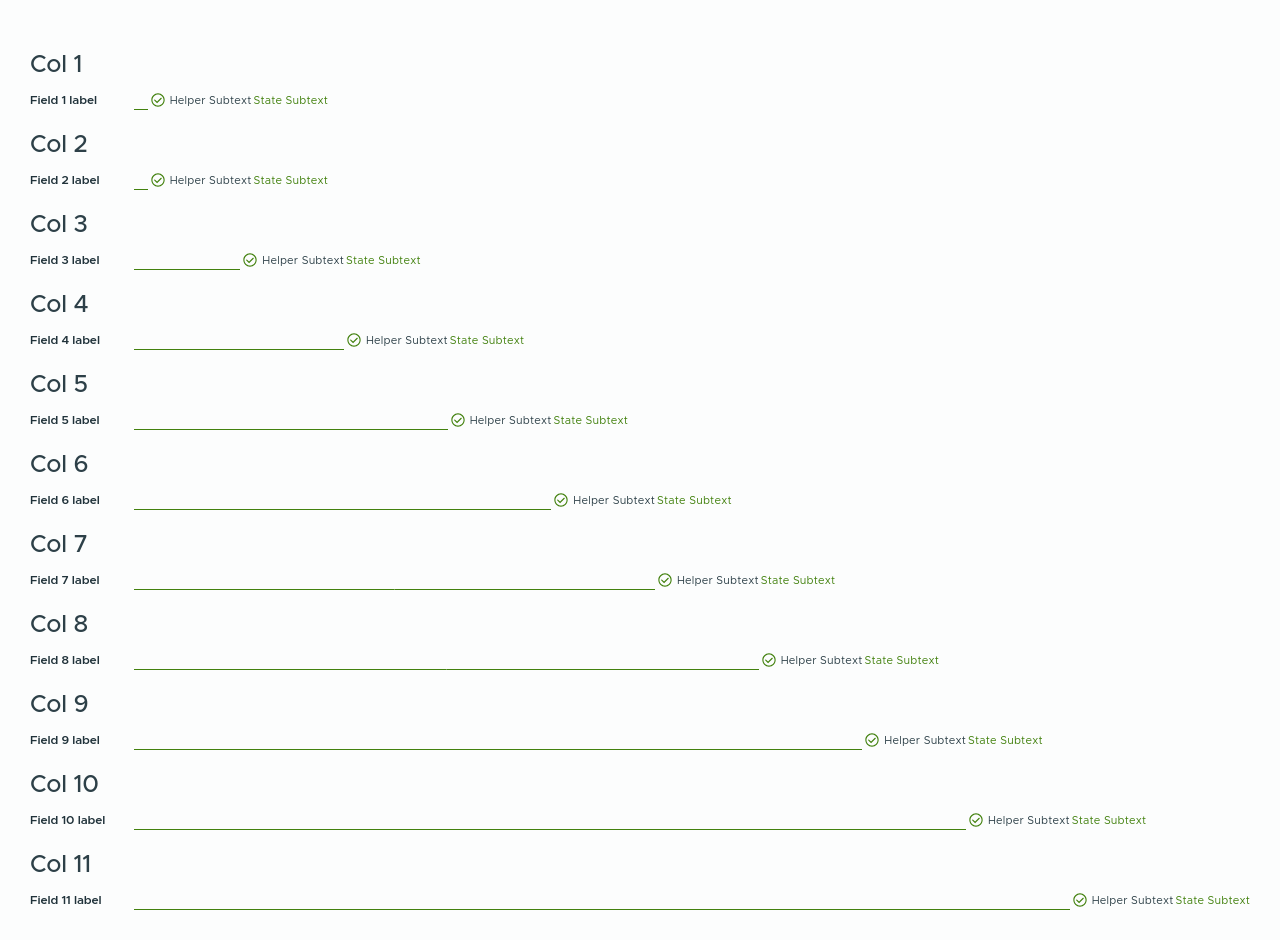 Col 1
Field 1 label Helper Subtext State Subtext
Col 2
Field 2 label Helper Subtext State Subtext
Col 3
Field 3 label Helper Subtext State Subtext
Col 4
Field 4 label Helper Subtext State Subtext
Col 5
Field 5 label Helper Subtext State Subtext
Col 6
Field 6 label Helper Subtext State Subtext
Col 7
Field 7 label Helper Subtext State Subtext
Col 8
Field 8 label Helper Subtext State Subtext
Col 9
Field 9 label Helper Subtext State Subtext
Col 10
Field 10 label Helper Subtext State Subtext
Col 11
Field 11 label Helper Subtext State Subtext